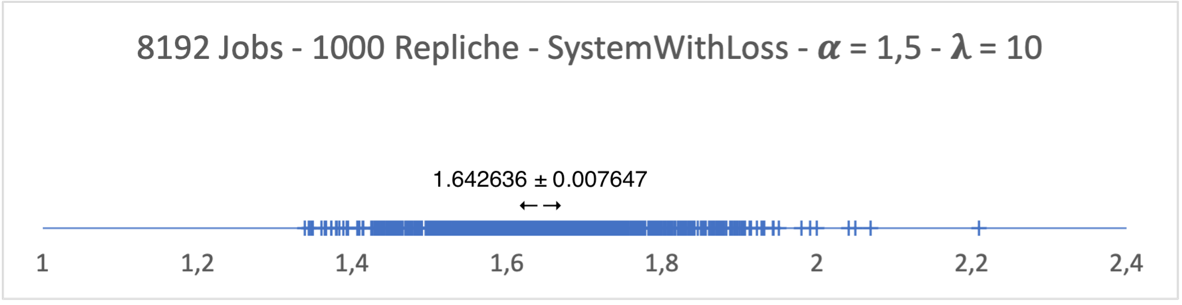 8192 Jobs - 1000 Repliche - SystemWithLoss - 𝜶 = 1,5 - 𝝀 = 10
1.642636 ± 0.007647
1 1,2 1,4 1,6 1,8 2 2,2 2,4